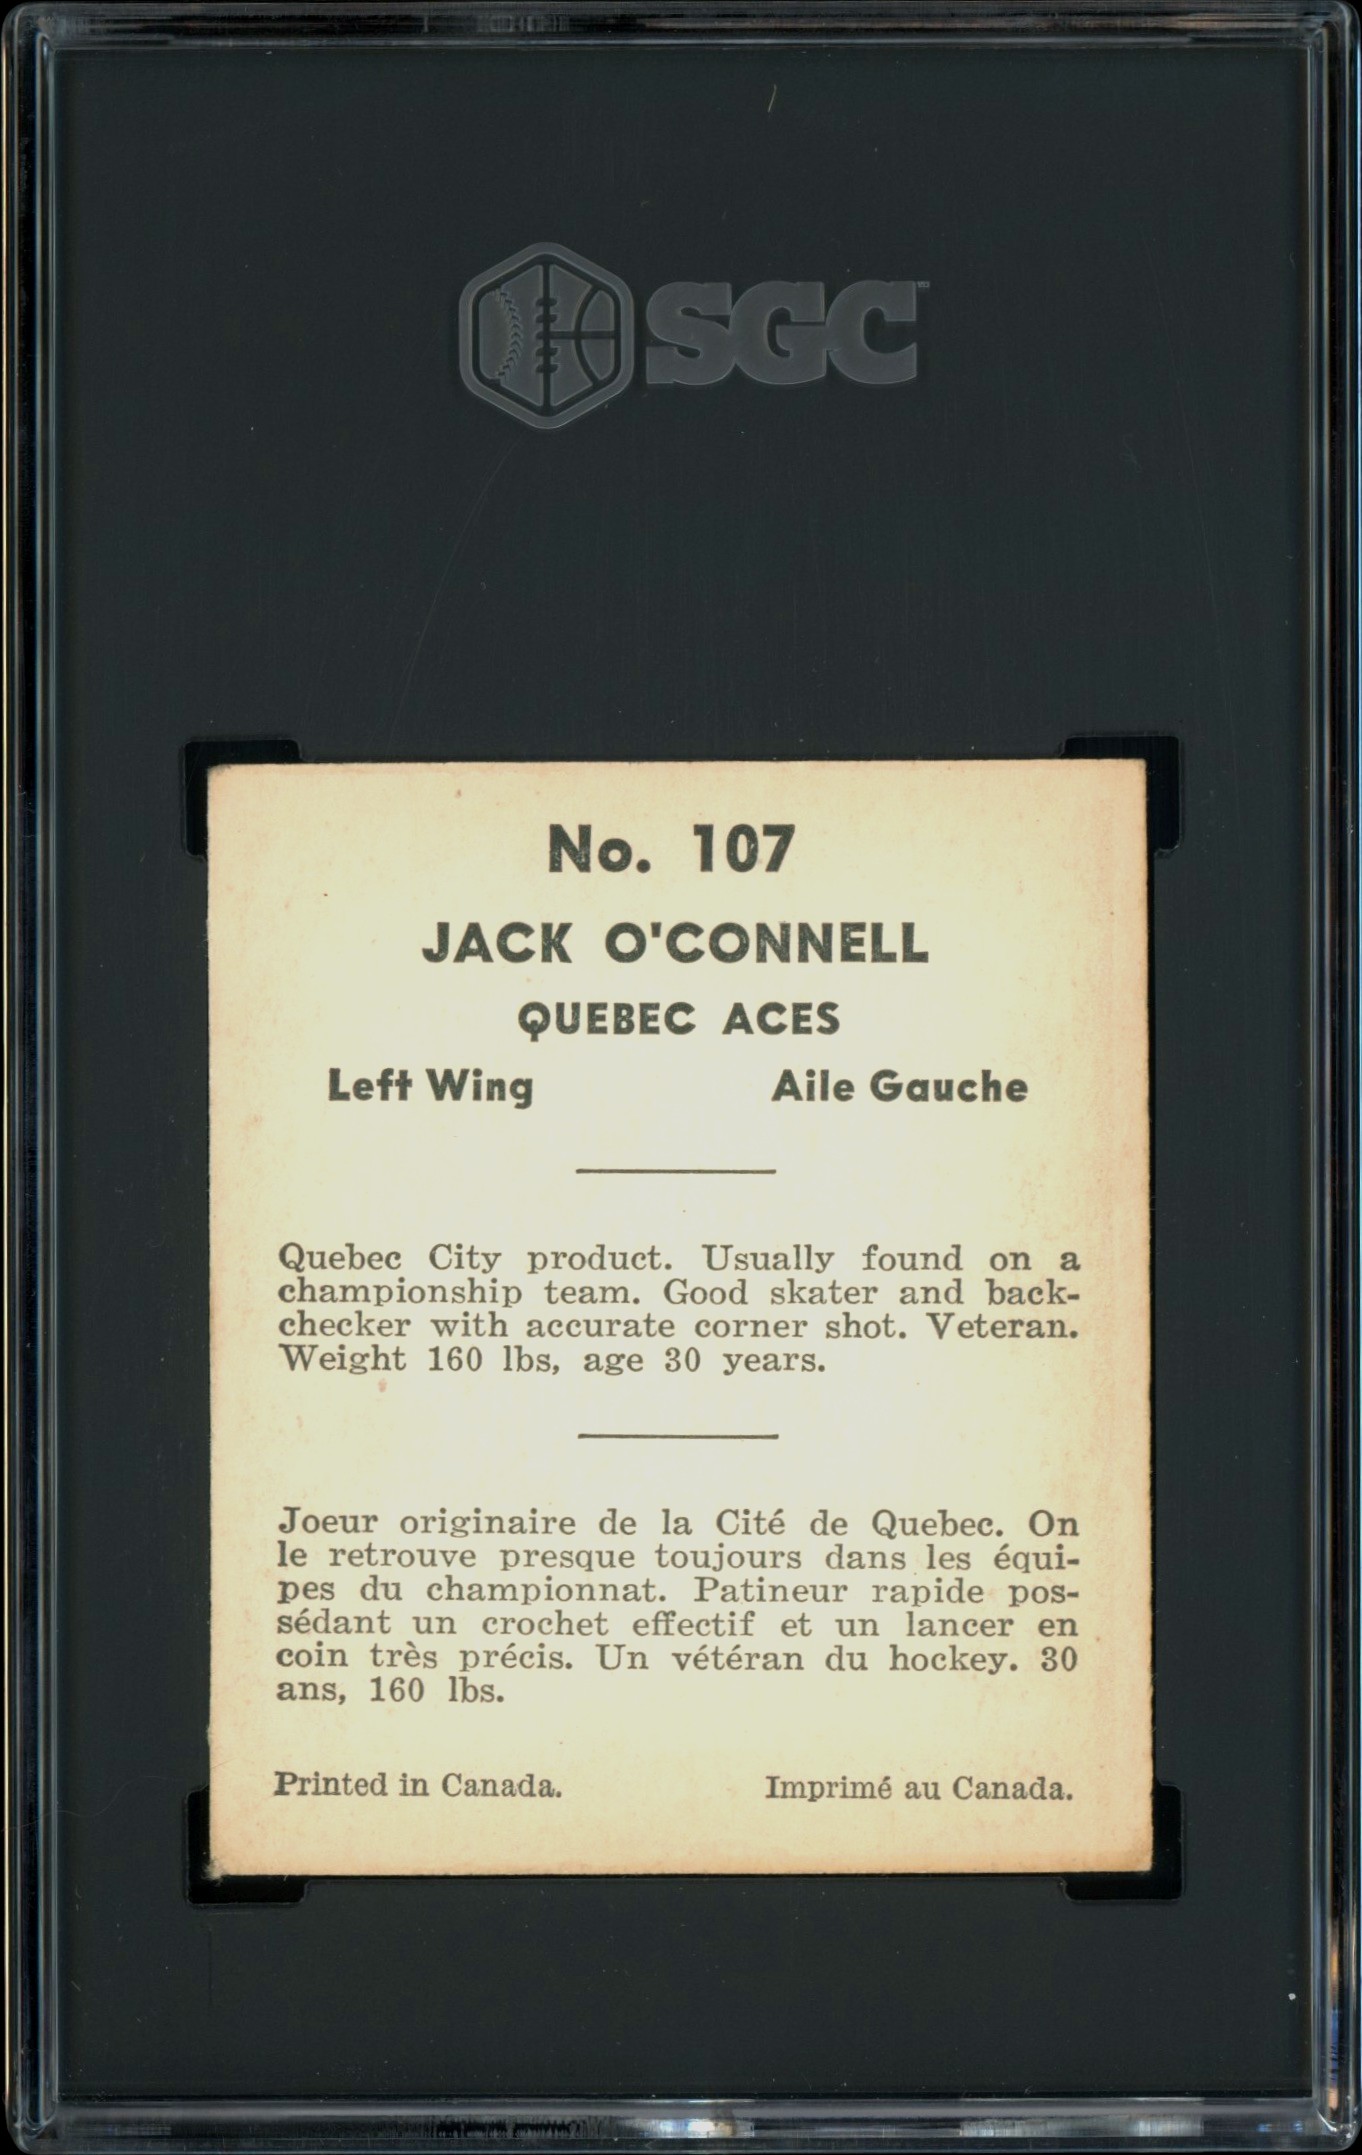 SGC
No. 107
JACK O'CONNELL
QUEBEC ACES
Left Wing Aile Gauche
Quebec City product. Usually found on a
championship team. Good skater and back-
checker with accurate corner shot. Veteran.
Weight 160 lbs, age 30 years.
Joeur originaire de la Cité de Quebec. On
le retrouve presque toujours dans les équi-
pes du championnat. Patineur rapide pos-
sédant un crochet effectif et un lancer en
coin très précis. Un vétéran du hockey. 30
ans, 160 lbs.
Printed in Canada. Imprimé au Canada.